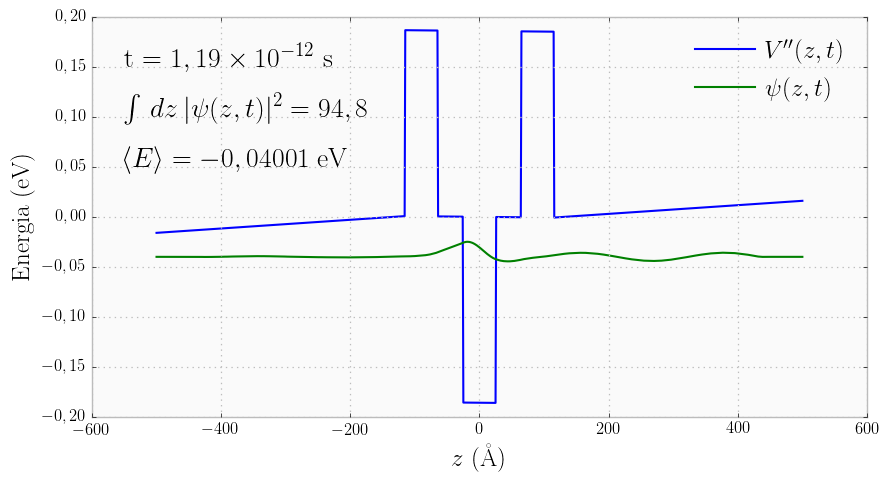 t = 1,19 × 10⁻¹² s
∫ dz |ψ(z, t)|² = 94,8
⟨E⟩ = −0,04001 eV
V″(z, t)
ψ(z, t)
Energia (eV)
0,20
0,15
0,10
0,05
0,00
−0,05
−0,10
−0,15
−0,20
−600 −400 −200 0 200 400 600
z (Å)